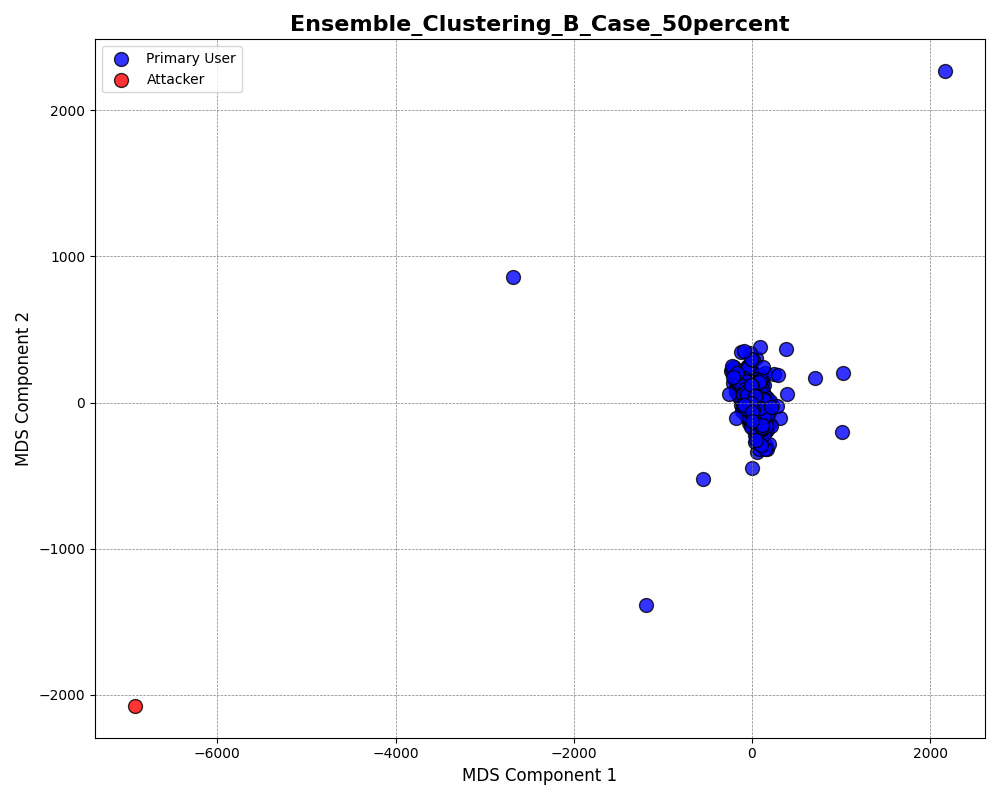 Ensemble_Clustering_B_Case_50percent
Primary User
Attacker
2000
1000
0
−1000
−2000
MDS Component 2
−6000
−4000
−2000
0
2000
MDS Component 1